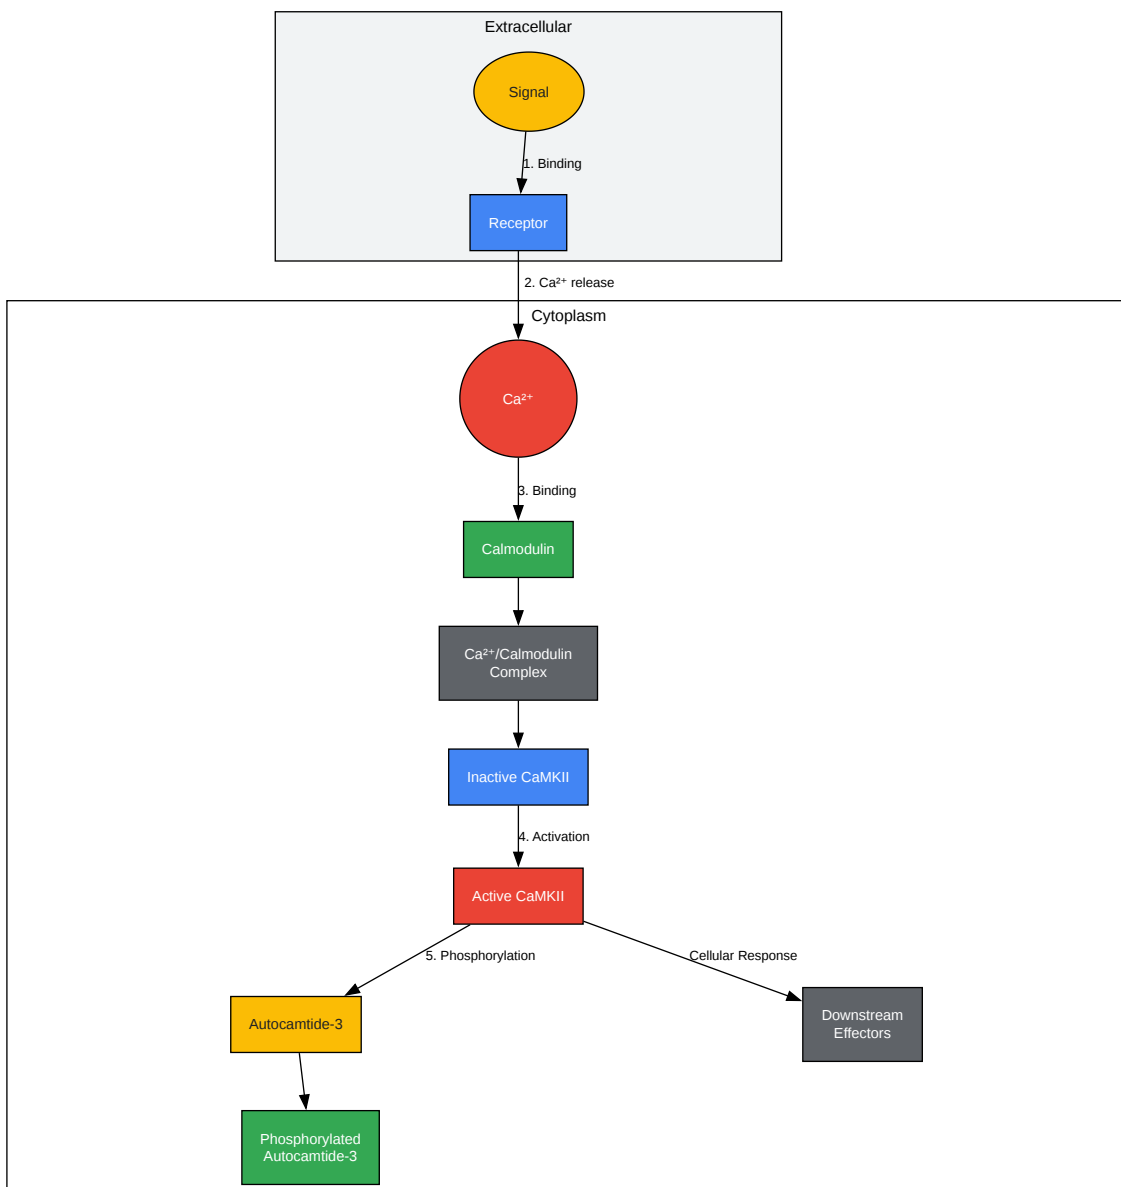 Extracellular
Signal
1. Binding
Receptor
2. Ca²⁺ release
Cytoplasm
Ca²⁺
3. Binding
Calmodulin
Ca²⁺/Calmodulin
Complex
Inactive CaMKII
4. Activation
Active CaMKII
5. Phosphorylation
Cellular Response
Autocamtide-3
Downstream
Effectors
Phosphorylated
Autocamtide-3